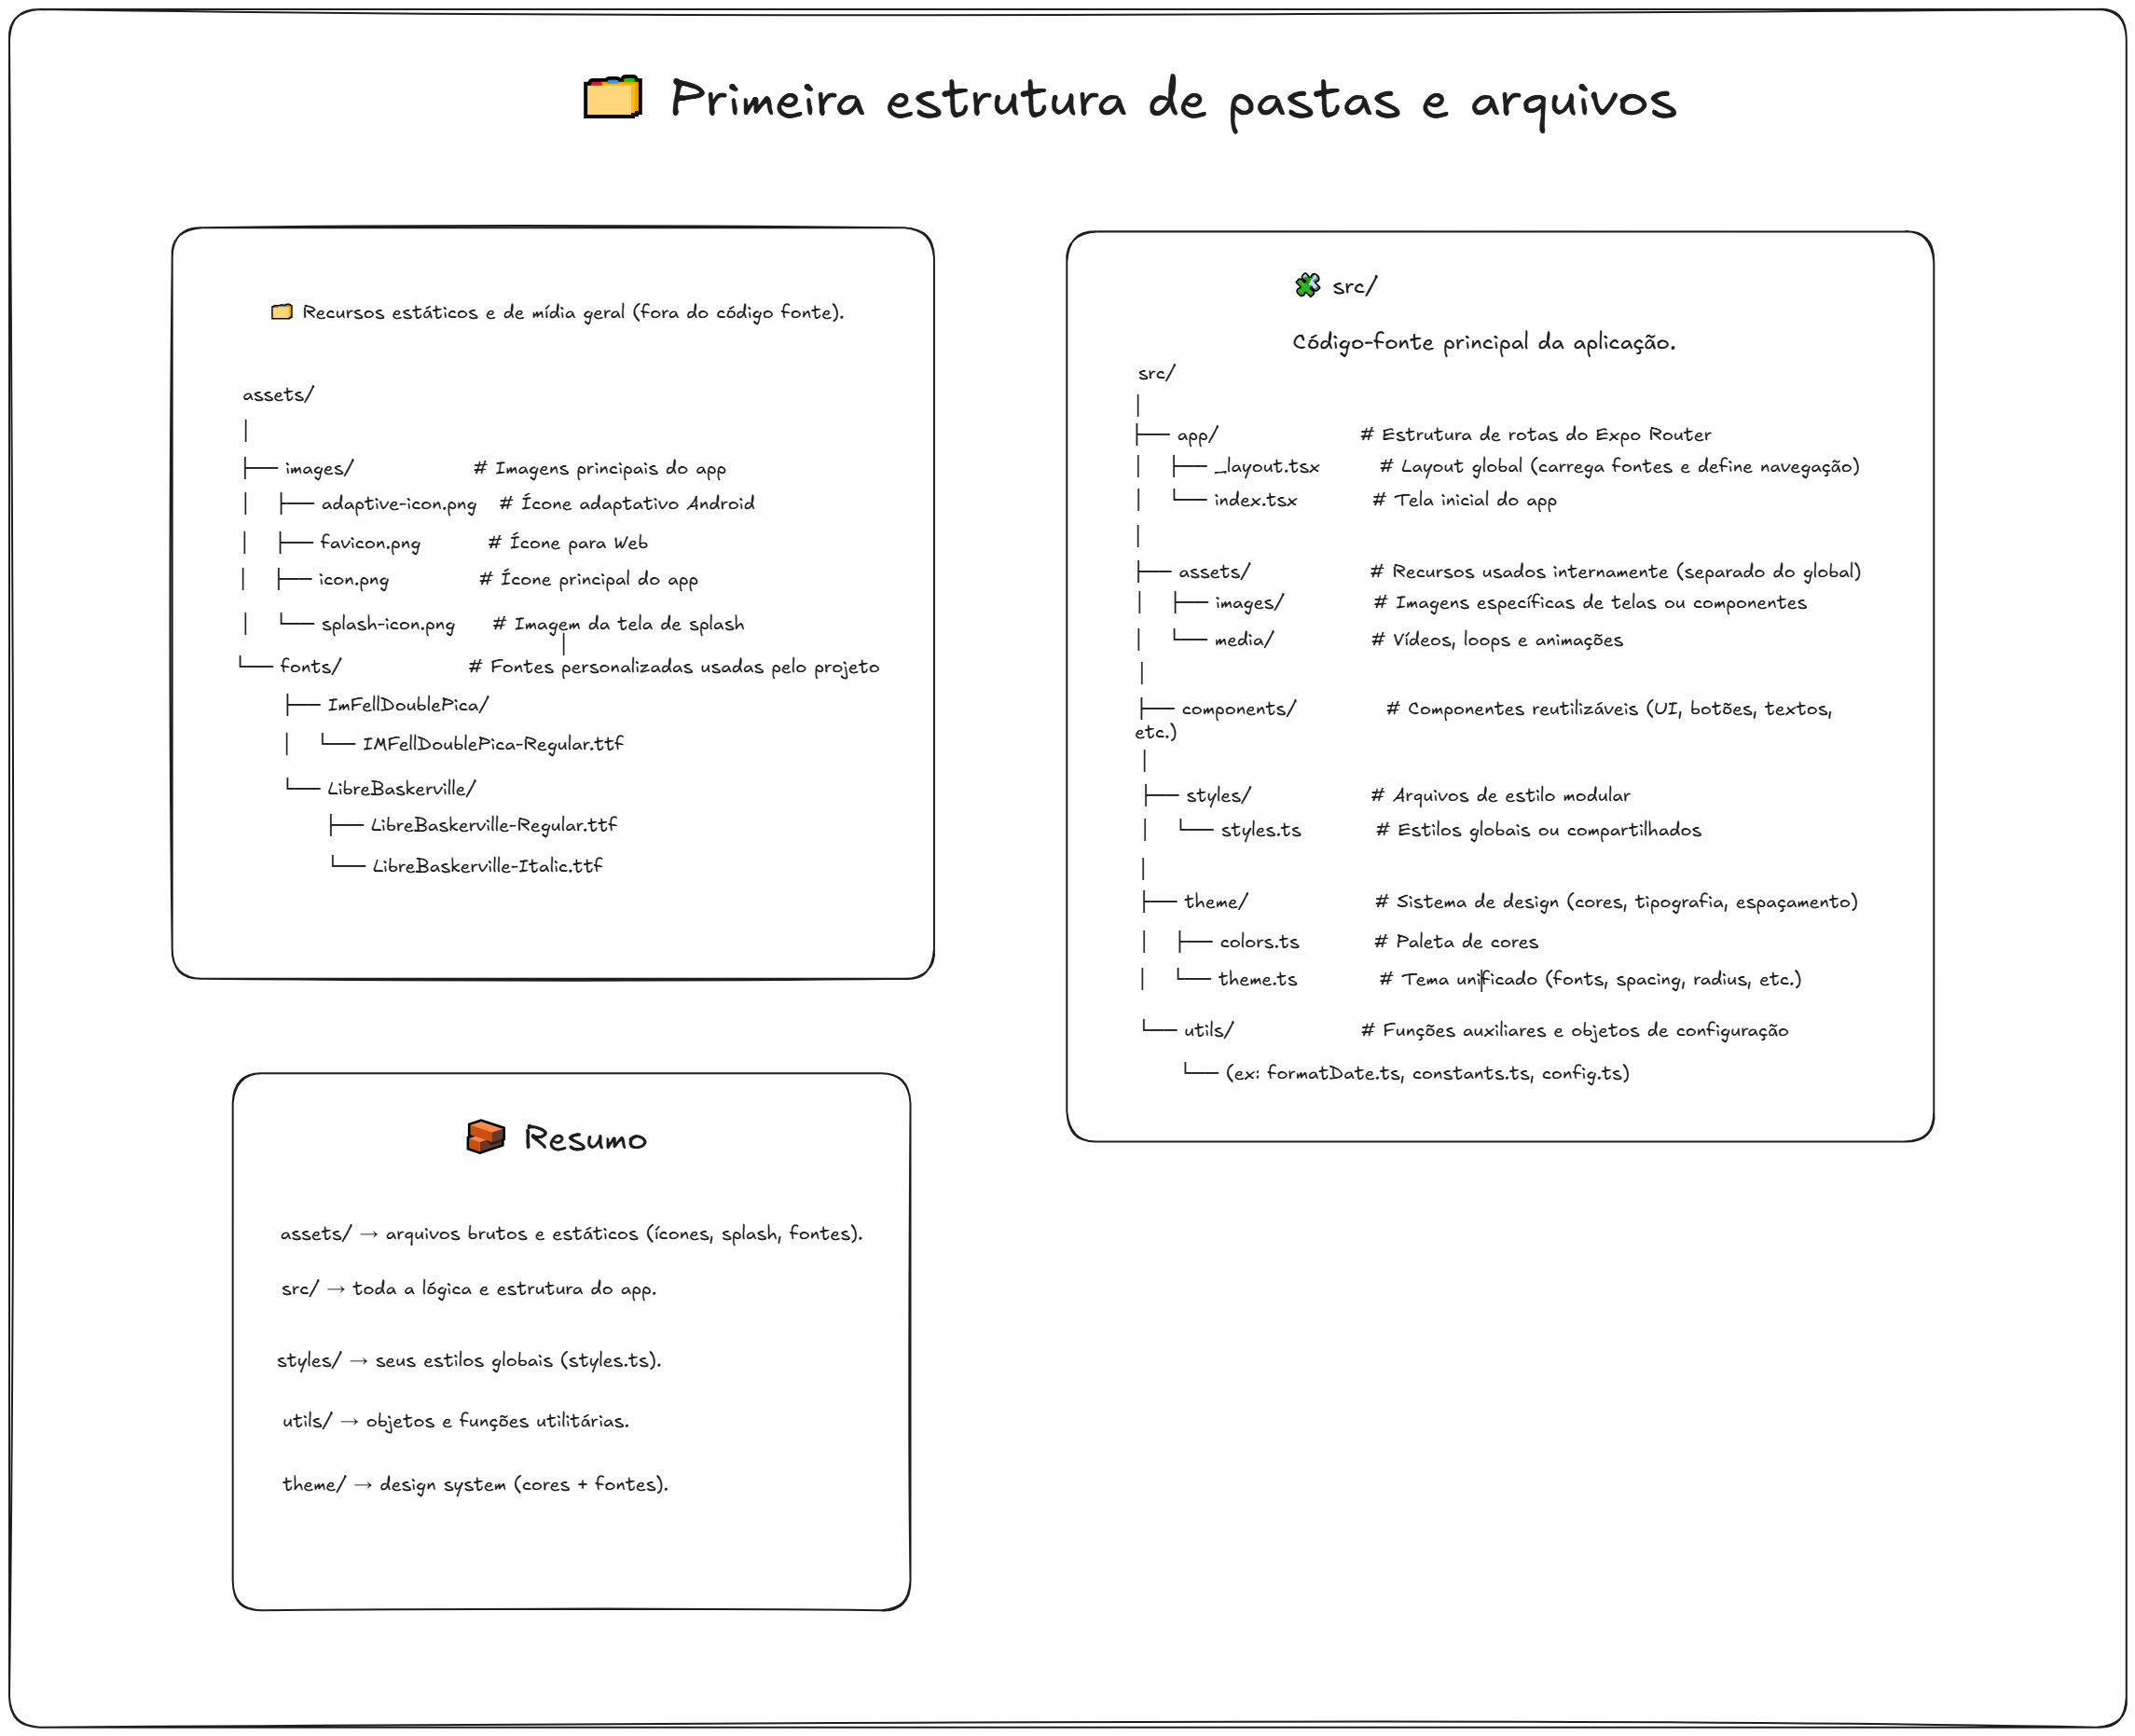 🗂️ Primeira estrutura de pastas e arquivos
🗂️ Recursos estáticos e de mídia geral (fora do código fonte).
assets/
│
├── images/ # Imagens principais do app
│ ├── adaptive-icon.png # Ícone adaptativo Android
│ ├── favicon.png # Ícone para Web
│ ├── icon.png # Ícone principal do app
│ └── splash-icon.png # Imagem da tela de splash
│
└── fonts/ # Fontes personalizadas usadas pelo projeto
├── ImFellDoublePica/
│ └── IMFellDoublePica-Regular.ttf
└── LibreBaskerville/
├── LibreBaskerville-Regular.ttf
└── LibreBaskerville-Italic.ttf
🧩 src/
Código-fonte principal da aplicação.
src/
│
├── app/ # Estrutura de rotas do Expo Router
│ ├── _layout.tsx # Layout global (carrega fontes e define navegação)
│ └── index.tsx # Tela inicial do app
│
├── assets/ # Recursos usados internamente (separado do global)
│ ├── images/ # Imagens específicas de telas ou componentes
│ └── media/ # Vídeos, loops e animações
│
├── components/ # Componentes reutilizáveis (UI, botões, textos,
etc.)
│
├── styles/ # Arquivos de estilo modular
│ └── styles.ts # Estilos globais ou compartilhados
│
├── theme/ # Sistema de design (cores, tipografia, espaçamento)
│ ├── colors.ts # Paleta de cores
│ └── theme.ts # Tema unificado (fonts, spacing, radius, etc.)
└── utils/ # Funções auxiliares e objetos de configuração
└── (ex: formatDate.ts, constants.ts, config.ts)
🧱 Resumo
assets/ → arquivos brutos e estáticos (ícones, splash, fontes).
src/ → toda a lógica e estrutura do app.
styles/ → seus estilos globais (styles.ts).
utils/ → objetos e funções utilitárias.
theme/ → design system (cores + fontes).